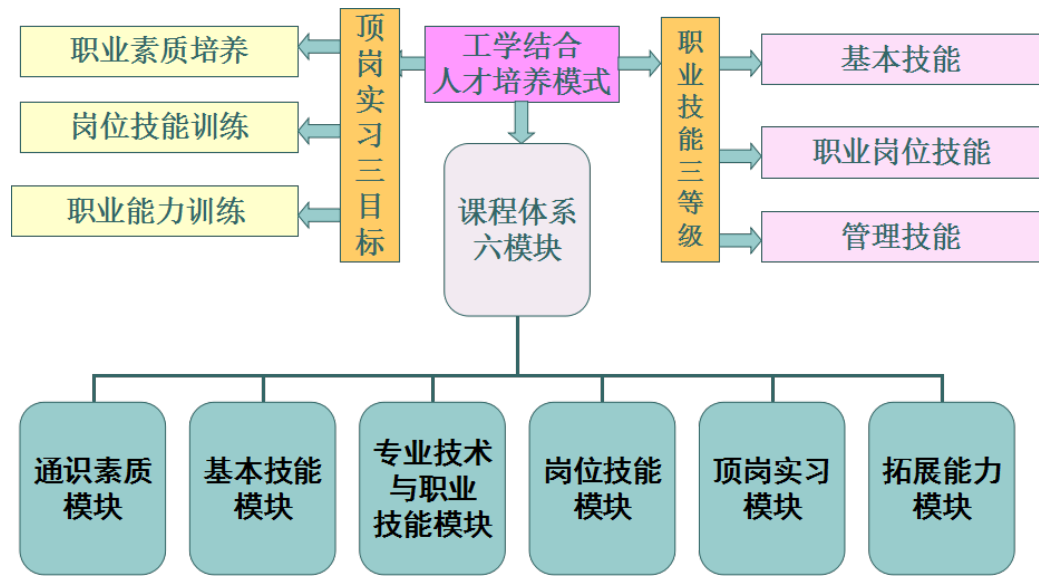 职业素质培养
岗位技能训练
职业能力训练
顶岗实习三目标
工学结合
人才培养模式
课程体系
六模块
职业技能三等级
基本技能
职业岗位技能
管理技能
通识素质
模块
基本技能
模块
专业技术
与职业
技能模块
岗位技能
模块
顶岗实习
模块
拓展能力
模块